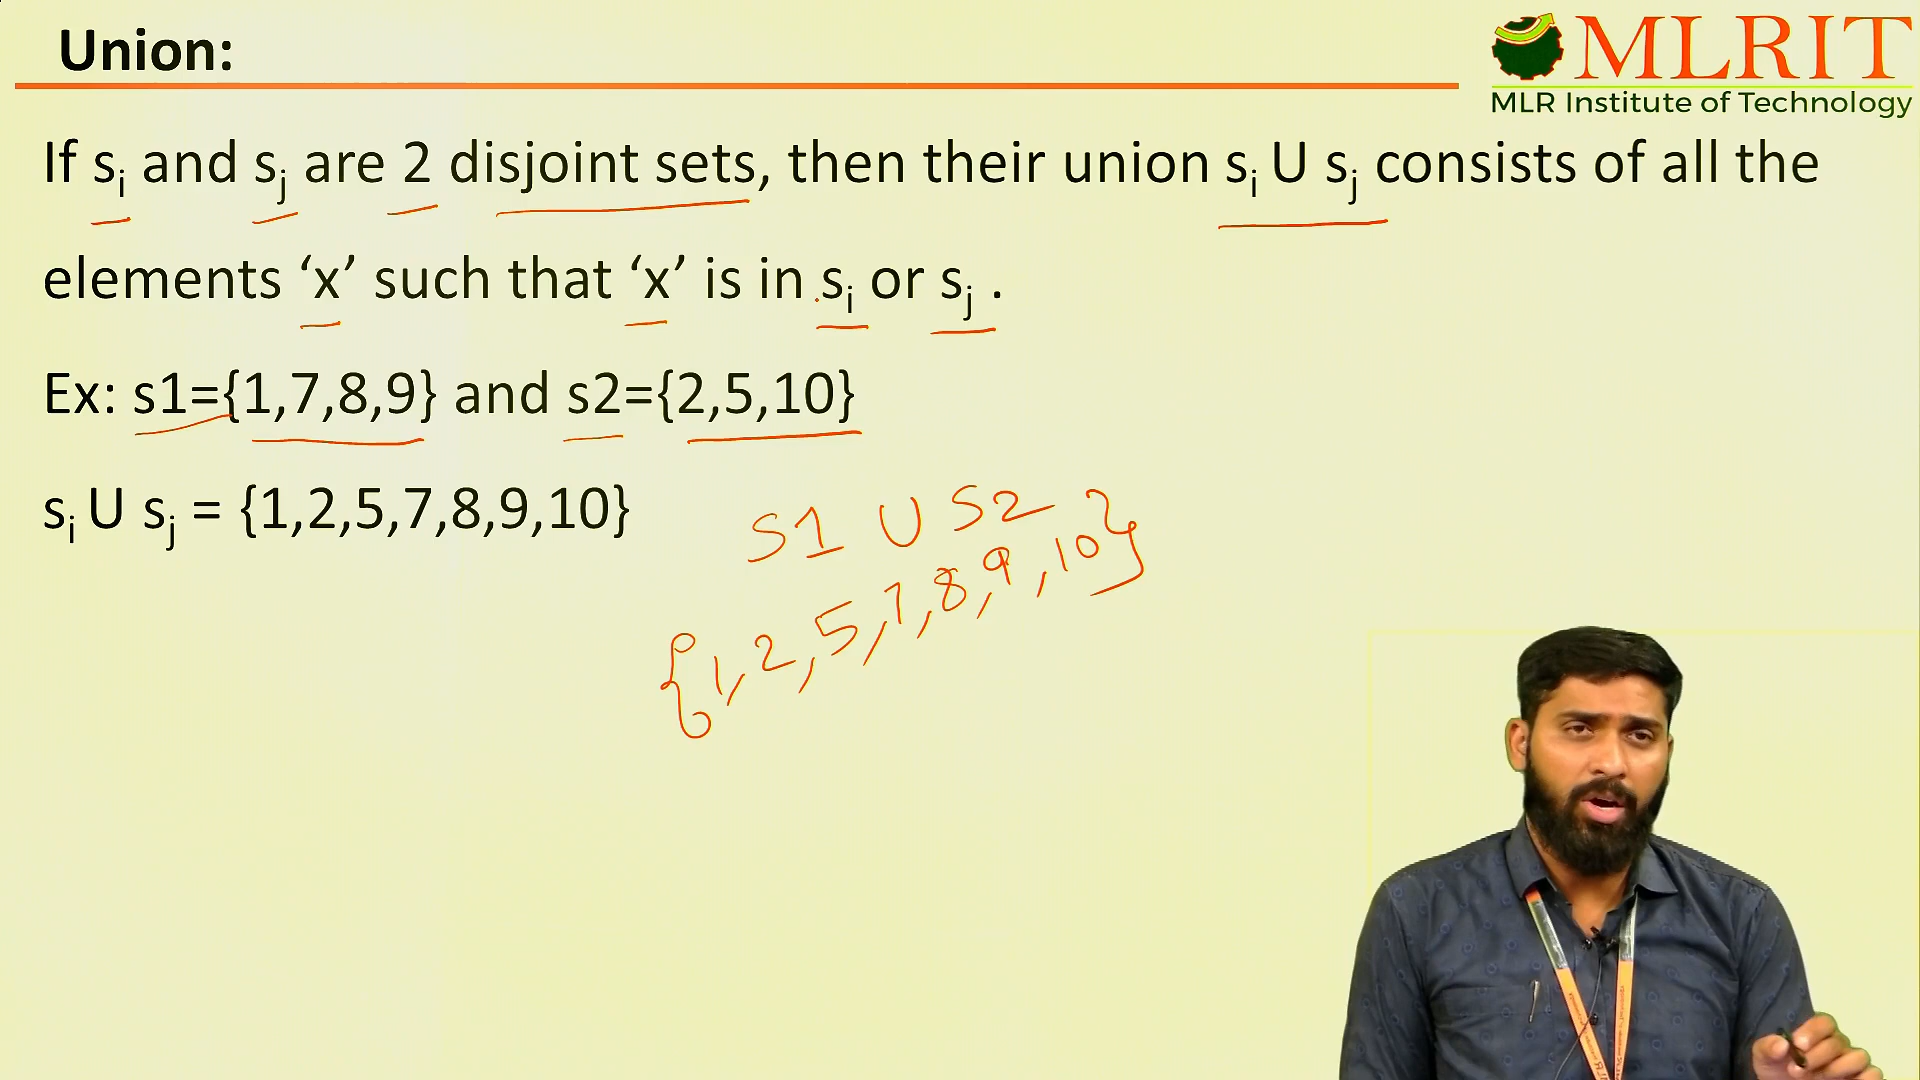 Union:
MLRIT
MLR Institute of Technology
If si and sj are 2 disjoint sets, then their union si U sj consists of all the
elements ‘x’ such that ‘x’ is in si or sj .
Ex: s1={1,7,8,9} and s2={2,5,10}
si U sj = {1,2,5,7,8,9,10}
S1 U S2
{1,2,5,7,8,9,10}